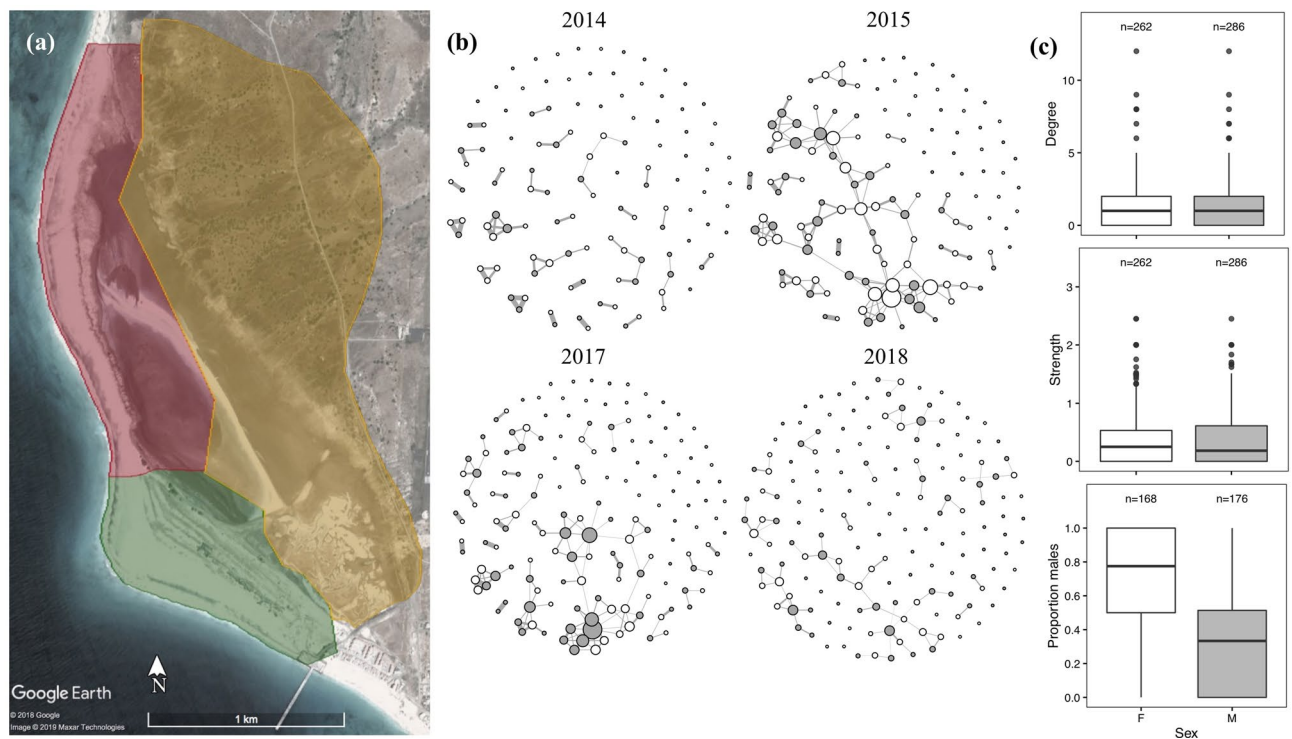 (a)
N
Google Earth
© 2018 Google
Image © 2019 Maxar Technologies
1 km
(b)
2014
2015
2017
2018
(c)
n=262
n=286
10
5
0
Degree
n=262
n=286
3
2
1
0
Strength
n=168
n=176
1.0
0.8
0.6
0.4
0.2
0.0
Proportion males
F
M
Sex